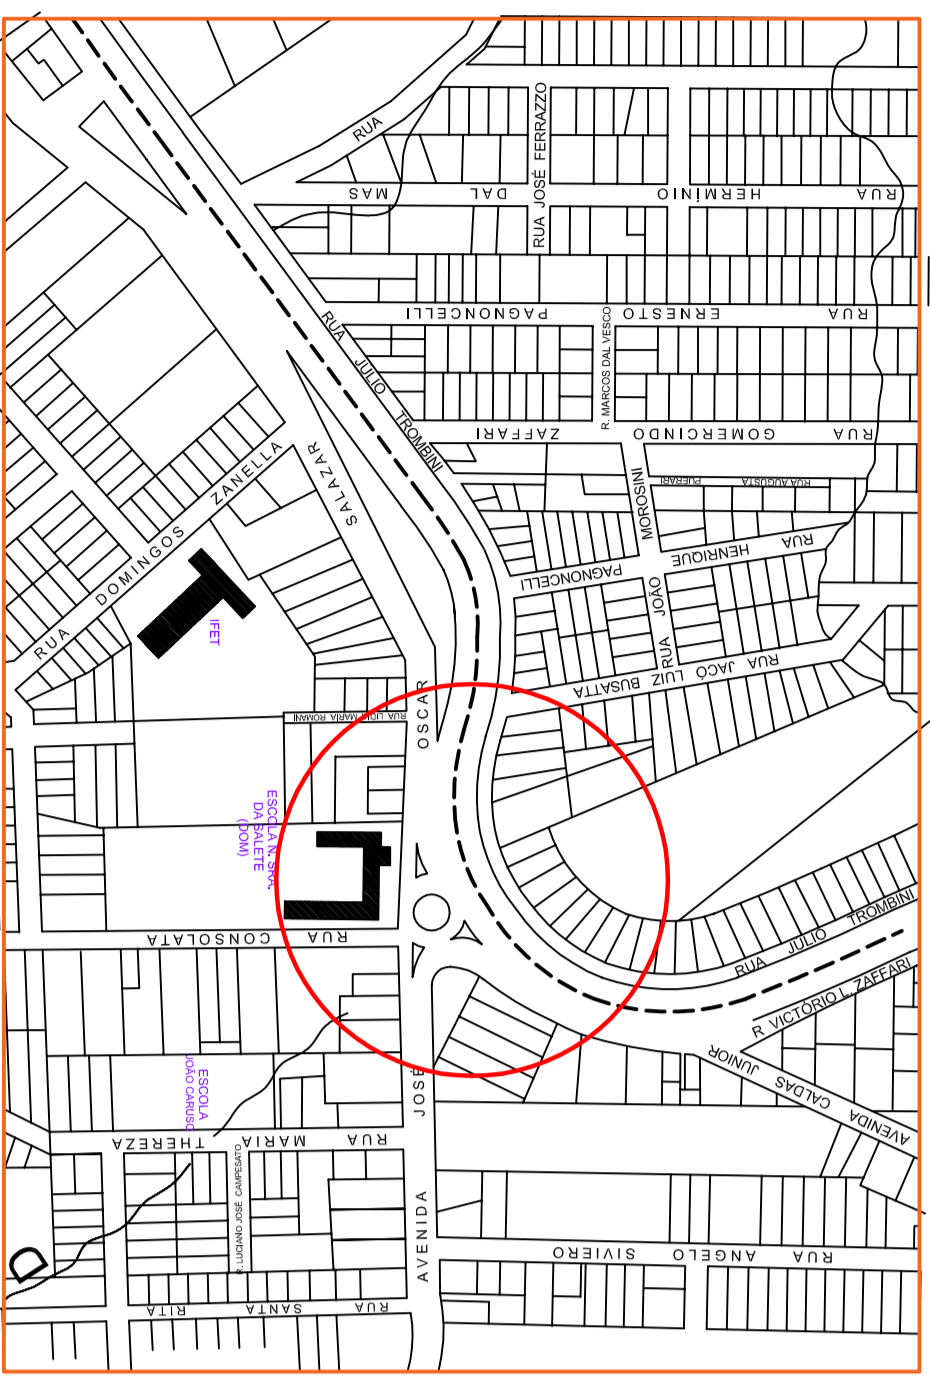 RUA
RUA JOSÉ FERRAZZO
RUA HERMÍNIO DAL MAS
RUA ERNESTO PAGNONCELLI
R. MARCOS DAL VESCO
RUA JULIO TROMBINI
RUA GOMERCINDO ZAFFARI
RUA AUGUSTA PUERARI
RUA DOMINGOS ZANELLA
RUA HENRIQUE PAGNONCELLI
RUA JOÃO MOROSINI
RUA JACÓ LUIZ BUSATTA
IFET
RUA LIDIA MARIA ROMANI
AVENIDA JOSÉ OSCAR SALAZAR
ESCOLA N. SRA.
DA SALETE
(DOM)
RUA CONSOLATA
RUA JULIO TROMBINI
R. VICTÓRIO L. ZAFFARI
AVENIDA CALDAS JUNIOR
ESCOLA
JOÃO CARUSO
RUA MARIA THEREZA
R. LUCIANO JOSÉ CAMPESATO
RUA ANGELO SIVIERO
RUA SANTA RITA
D